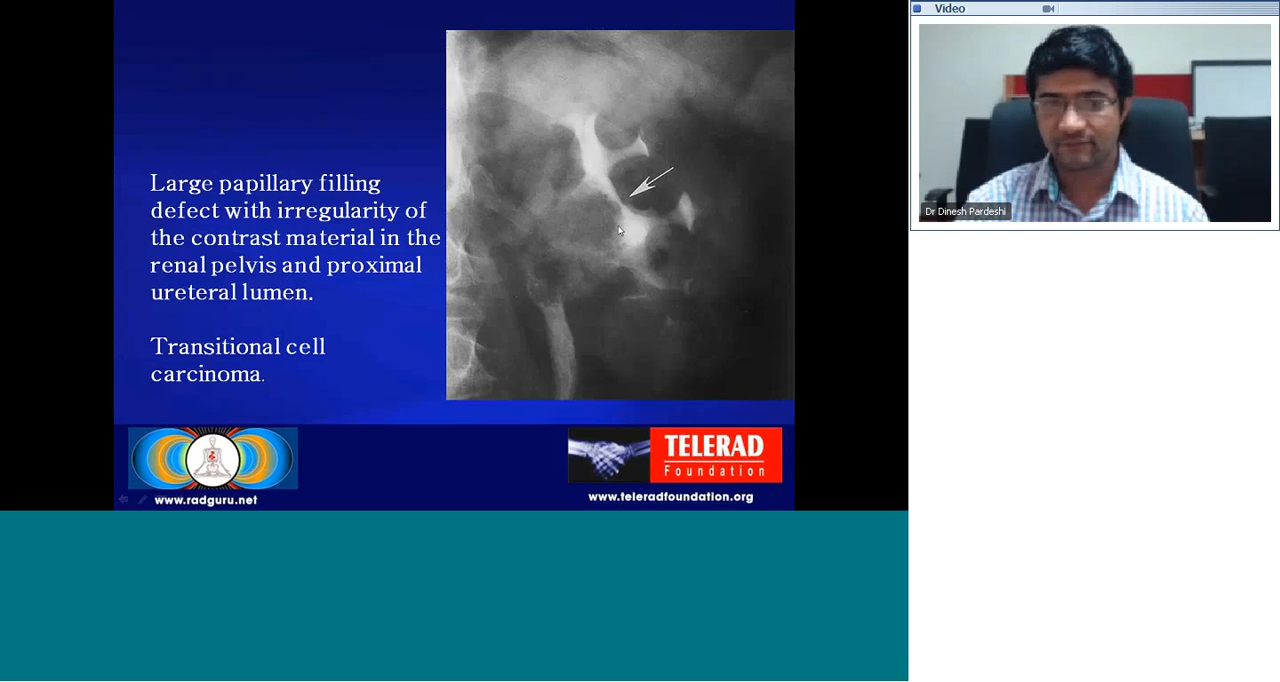 Large papillary filling
defect with irregularity of
the contrast material in the
renal pelvis and proximal
ureteral lumen.
Transitional cell
carcinoma.
www.radguru.net
TELERAD
Foundation
www.teleradfoundation.org
Video
Dr Dinesh Pardeshi